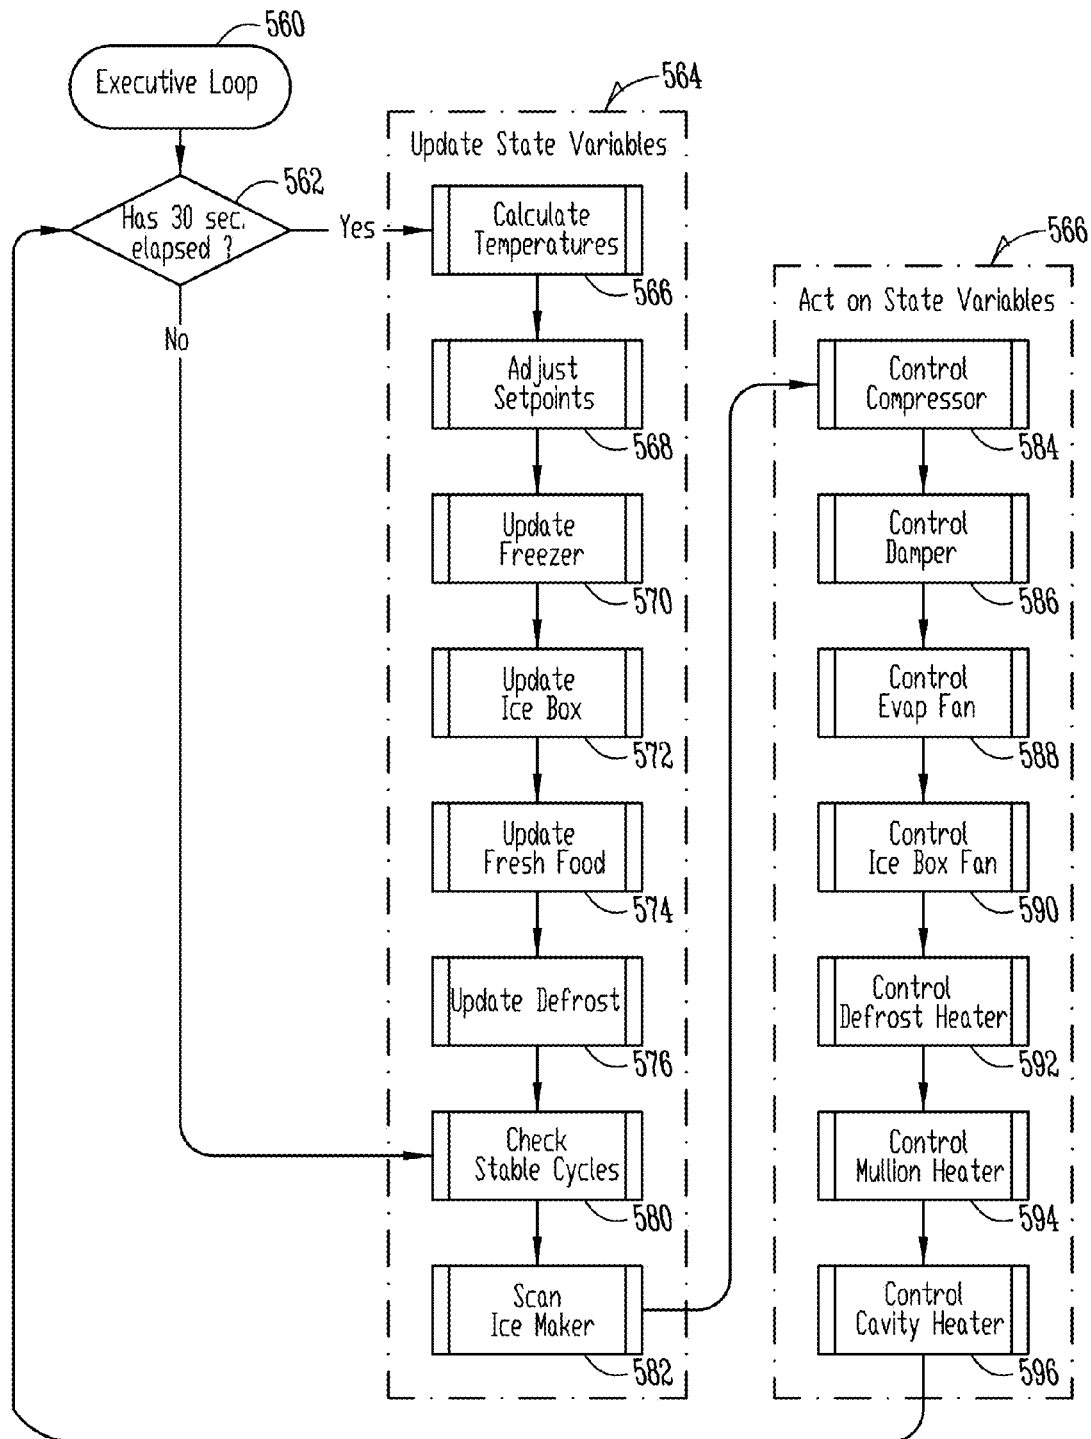 560
Executive Loop
562
Has 30 sec.
elapsed ?
Yes
No
564
Update State Variables
Calculate
Temperatures
566
Adjust
Setpoints
568
Update
Freezer
570
Update
Ice Box
572
Update
Fresh Food
574
Update Defrost
576
Check
Stable Cycles
580
Scan
Ice Maker
582
566
Act on State Variables
Control
Compressor
584
Control
Damper
586
Control
Evap Fan
588
Control
Ice Box Fan
590
Control
Defrost Heater
592
Control
Mullion Heater
594
Control
Cavity Heater
596